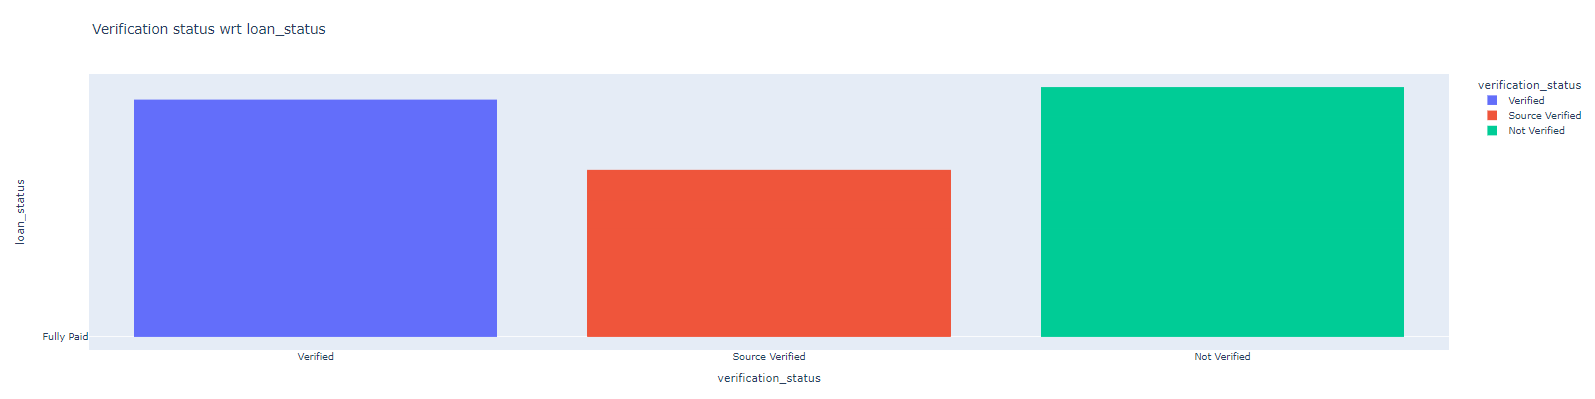 Verification status wrt loan_status
loan_status
Fully Paid
Verified
Source Verified
Not Verified
verification_status
verification_status
Verified
Source Verified
Not Verified